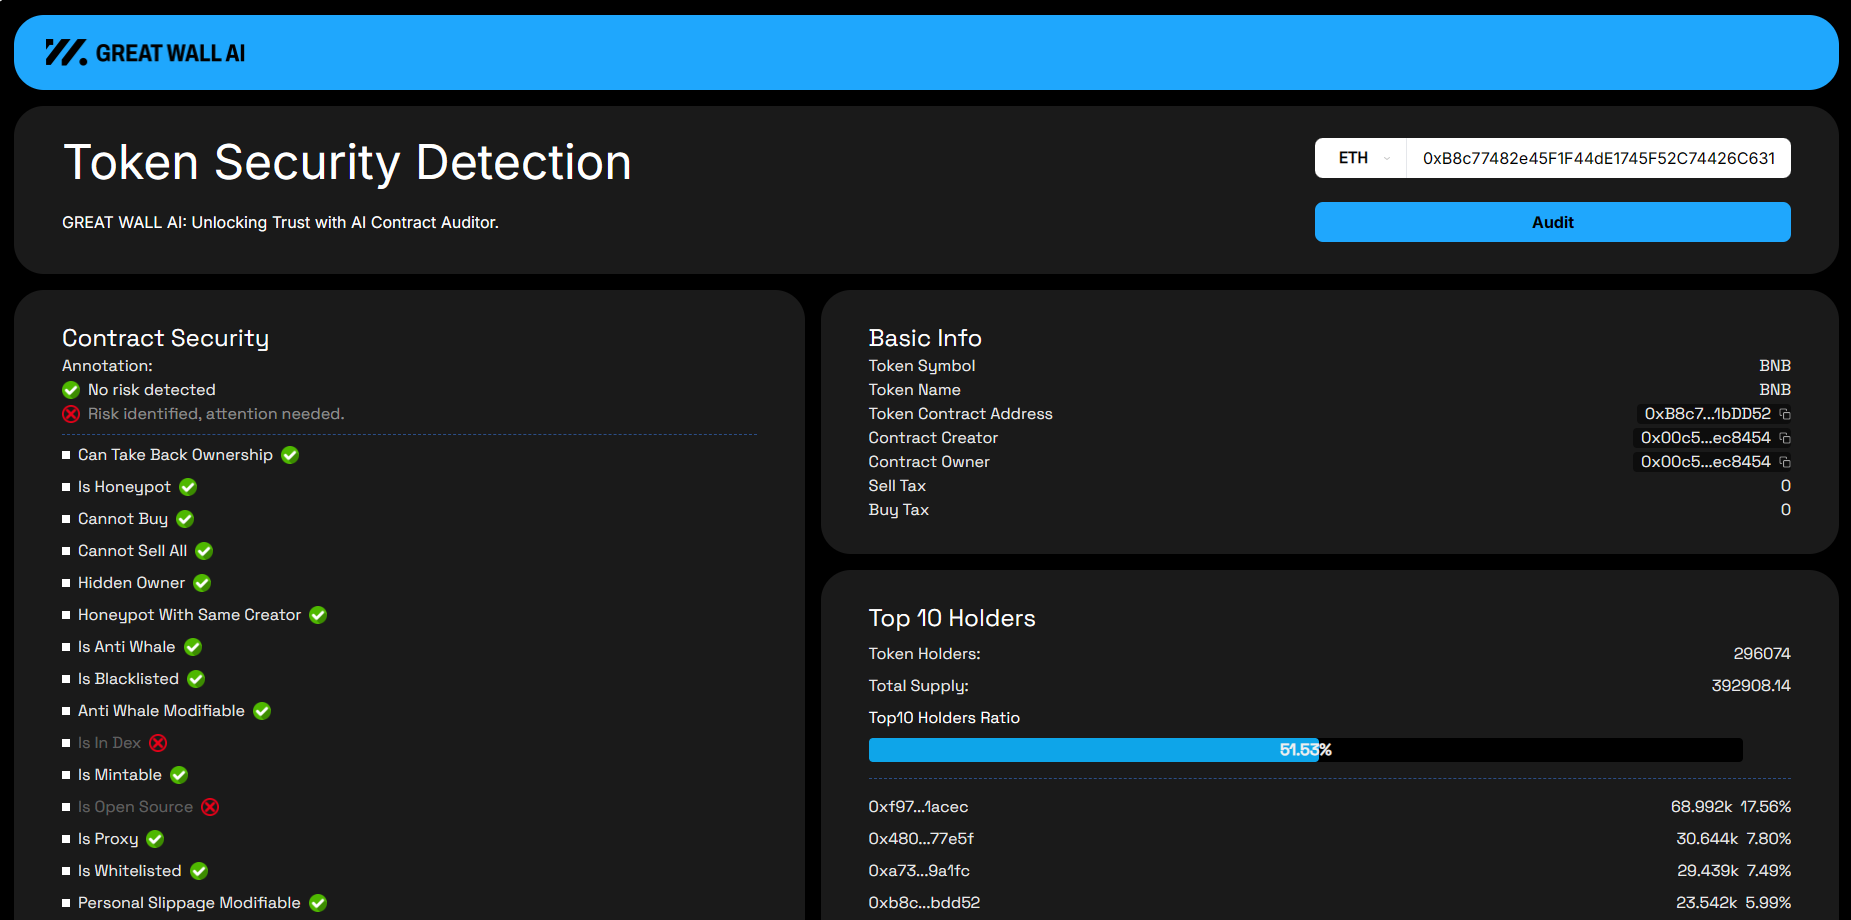 GREAT WALL AI
Token Security Detection
GREAT WALL AI: Unlocking Trust with AI Contract Auditor.
ETH
0xB8c77482e45F1F44dE1745F52C74426C631
Audit
Contract Security
Annotation:
No risk detected
Risk identified, attention needed.
Can Take Back Ownership
Is Honeypot
Cannot Buy
Cannot Sell All
Hidden Owner
Honeypot With Same Creator
Is Anti Whale
Is Blacklisted
Anti Whale Modifiable
Is In Dex
Is Mintable
Is Open Source
Is Proxy
Is Whitelisted
Personal Slippage Modifiable
Basic Info
Token Symbol BNB
Token Name BNB
Token Contract Address 0xB8c7...1bDD52
Contract Creator 0x00c5...ec8454
Contract Owner 0x00c5...ec8454
Sell Tax 0
Buy Tax 0
Top 10 Holders
Token Holders: 296074
Total Supply: 392908.14
Top10 Holders Ratio
51.53%
0xf97...1acec 68.992k 17.56%
0x480...77e5f 30.644k 7.80%
0xa73...9a1fc 29.439k 7.49%
0xb8c...bdd52 23.542k 5.99%